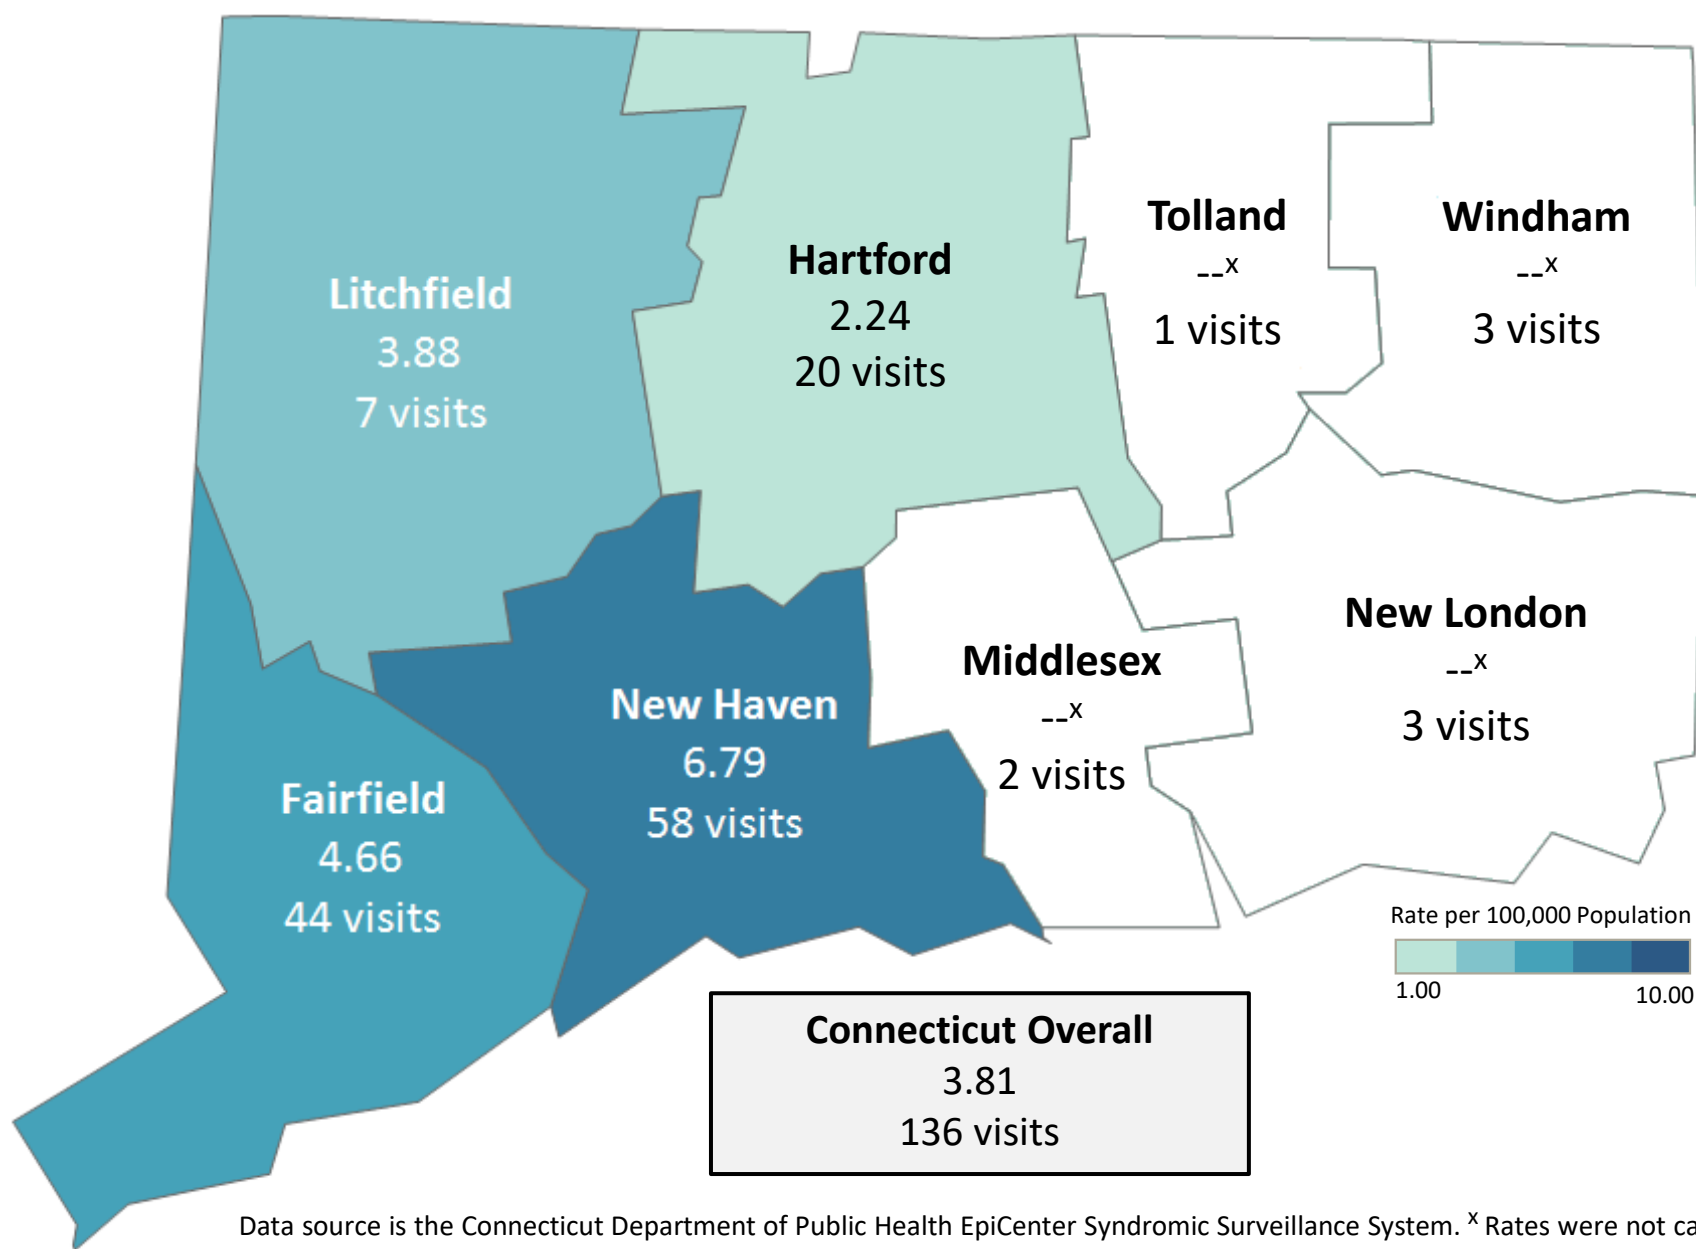 Litchfield
3.88
7 visits
Hartford
2.24
20 visits
Tolland
--x
1 visits
Windham
--x
3 visits
Fairfield
4.66
44 visits
New Haven
6.79
58 visits
Middlesex
--x
2 visits
New London
--x
3 visits
Rate per 100,000 Population
1.00 10.00
Connecticut Overall
3.81
136 visits
Data source is the Connecticut Department of Public Health EpiCenter Syndromic Surveillance System. x Rates were not ca